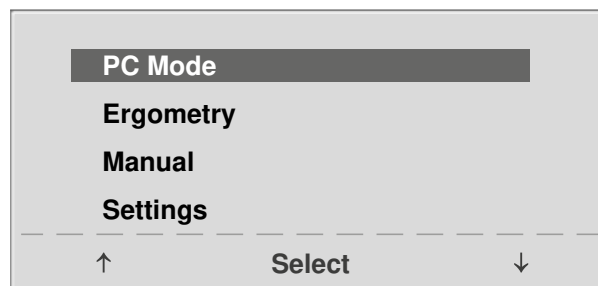 PC Mode
Ergometry
Manual
Settings
↑ Select ↓